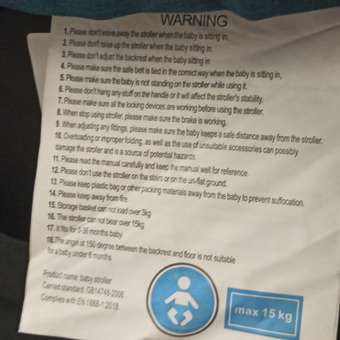 WARNING
1. Please don't leave away the stroller when the baby is sitting in.
2. Please don't raise up the stroller when the baby sitting in.
3. Please don't adjust the backrest when the baby sitting in.
4. Please make sure the safe belt is tied in the correct way when the baby is sitting in,
5. Please make sure the baby is not standing on the stroller while using it.
6. Please don't hang any stuff on the handle or it will affect the stroller's stability.
7. Please make sure all the locking devices are working before using the stroller.
8. When stop using stroller, please make sure the brake is working.
9. When adjusting any fittings, please make sure the baby keeps a safe distance away from the stroller.
10. Overloading or improper folding, as well as the use of unsuitable accessories can possibly
damage the stroller and is a source of potential hazards.
11. Please read the manual carefully and keep the manual well for reference.
12. Please don't use the stroller on the stairs or on the un-flat ground.
13. Please keep plastic bag or other packing materials away from the baby to prevent suffocation.
14. Please keep away from fire
15. Storage basket can not load over 3kg
16. The stroller can not bear over 15kg
17. It fits for 0-36 months baby
18. The angel at 150 degree between the backrest and floor is not suitable
for a baby under 6 months.
Product name: baby stroller
Carried standard: GB14748-2006
Complies with EN 1888-1:2018
max 15 kg